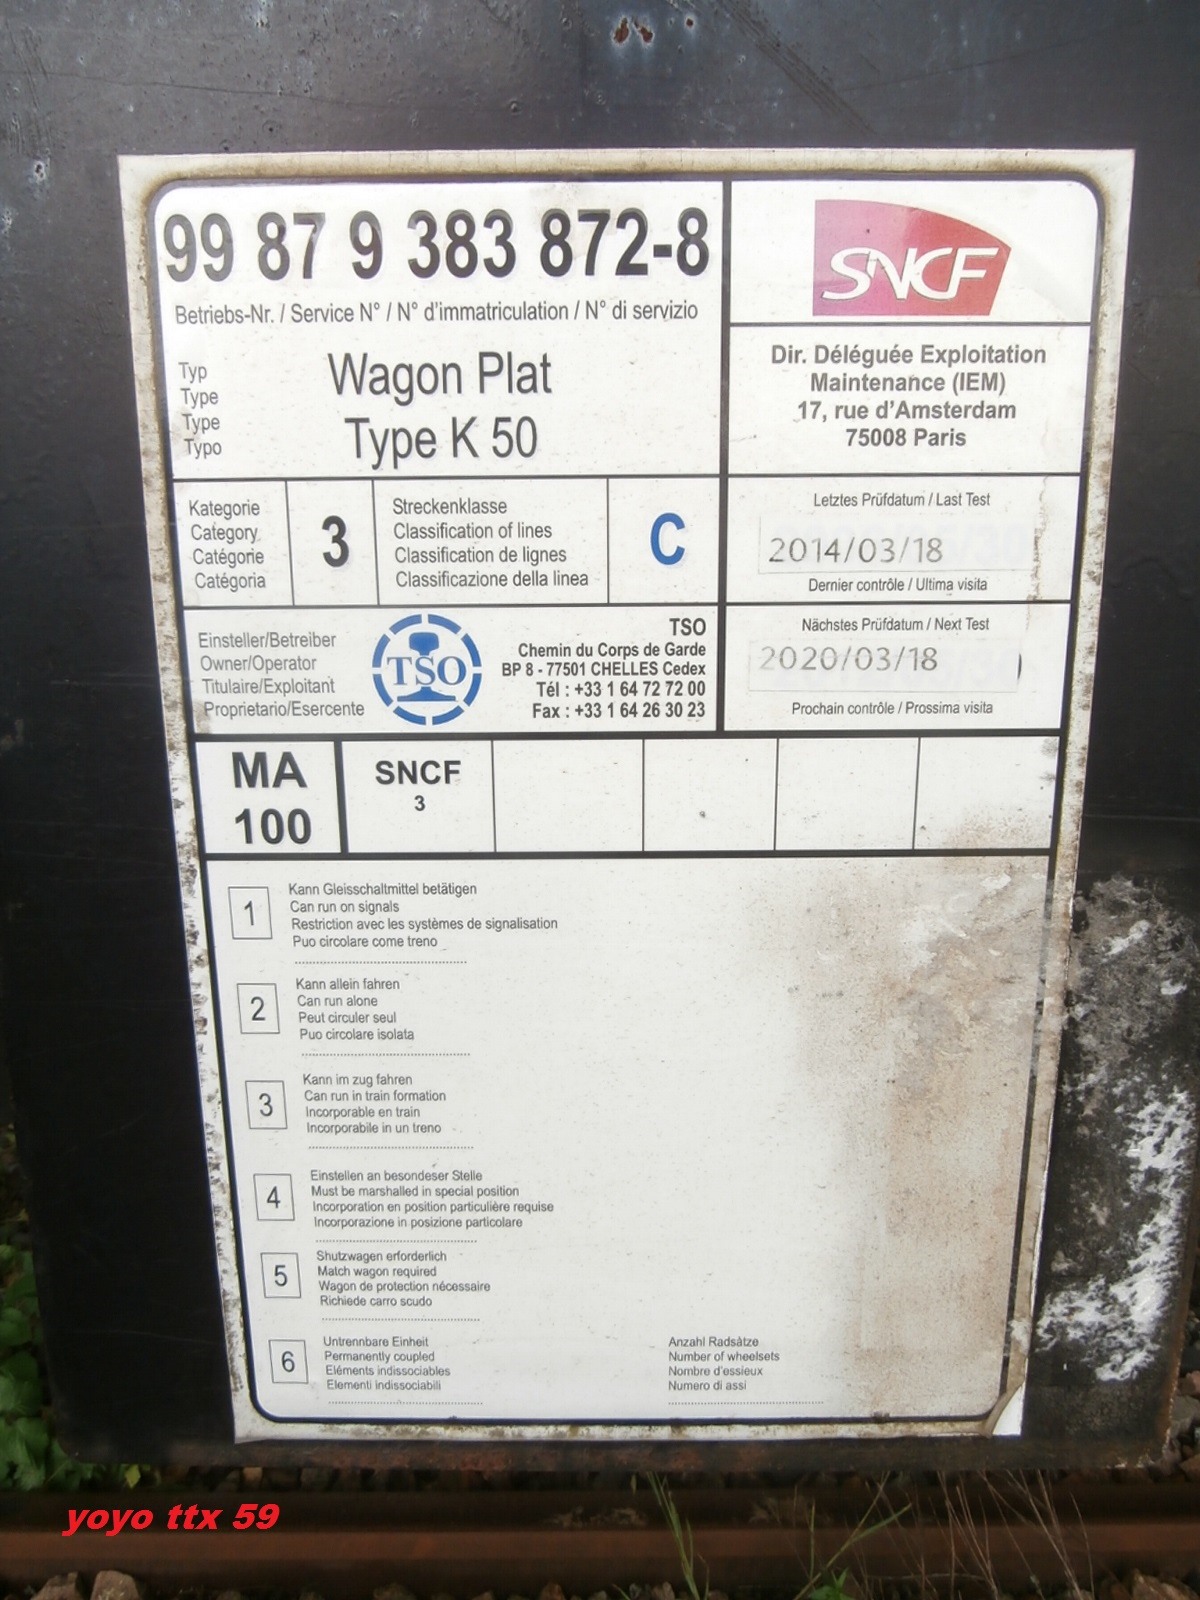 99 87 9 383 872-8
Betriebs-Nr. / Service N° / N° d'immatriculation / N° di servizio
Typ
Type
Type
Typo
Wagon Plat
Type K 50
SNCF
Dir. Déléguée Exploitation
Maintenance (IEM)
17, rue d'Amsterdam
75008 Paris
Kategorie
Category
Catégorie
Catégoria
3
Streckenklasse
Classification of lines
Classification de lignes
Classificazione della linea
C
Letztes Prüfdatum / Last Test
2014/03/18
Dernier contrôle / Ultima visita
Einsteller/Betreiber
Owner/Operator
Titulaire/Exploitant
Proprietario/Esercente
TSO
TSO
Chemin du Corps de Garde
BP 8 - 77501 CHELLES Cedex
Tél : +33 1 64 72 72 00
Fax : +33 1 64 26 30 23
Nächstes Prüfdatum / Next Test
2020/03/18
Prochain contrôle / Prossima visita
MA
100
SNCF
3
1
Kann Gleisschaltmittel betätigen
Can run on signals
Restriction avec les systèmes de signalisation
Puo circolare come treno
2
Kann allein fahren
Can run alone
Peut circuler seul
Puo circolare isolata
3
Kann im zug fahren
Can run in train formation
Incorporable en train
Incorporabile in un treno
4
Einstellen an besondeser Stelle
Must be marshalled in special position
Incorporation en position particulière requise
Incorporazione in posizione particolare
5
Shutzwagen erforderlich
Match wagon required
Wagon de protection nécessaire
Richiede carro scudo
6
Untrennbare Einheit
Permanently coupled
Eléments indissociables
Elementi indissociabili
Anzahl Radsàtze
Number of wheelsets
Nombre d'essieux
Numero di assi
yoyo ttx 59